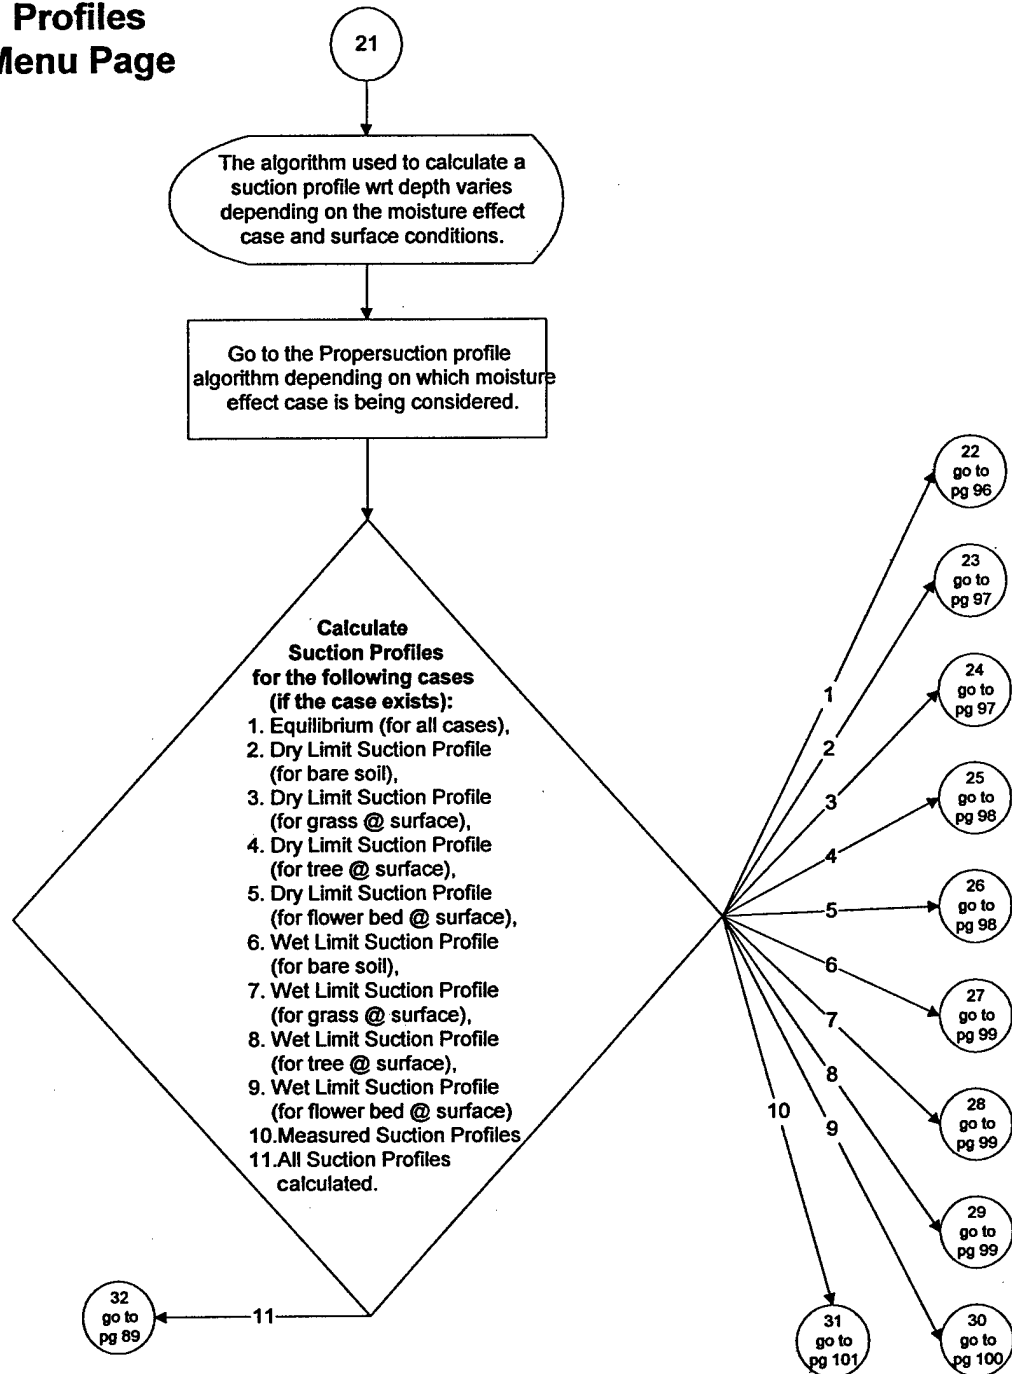 Profiles
Menu Page
21
The algorithm used to calculate a
suction profile wrt depth varies
depending on the moisture effect
case and surface conditions.
Go to the Propersuction profile
algorithm depending on which moisture
effect case is being considered.
Calculate
Suction Profiles
for the following cases
(if the case exists):
1. Equilibrium (for all cases),
2. Dry Limit Suction Profile
(for bare soil),
3. Dry Limit Suction Profile
(for grass @ surface),
4. Dry Limit Suction Profile
(for tree @ surface),
5. Dry Limit Suction Profile
(for flower bed @ surface),
6. Wet Limit Suction Profile
(for bare soil),
7. Wet Limit Suction Profile
(for grass @ surface),
8. Wet Limit Suction Profile
(for tree @ surface),
9. Wet Limit Suction Profile
(for flower bed @ surface)
10.Measured Suction Profiles
11.All Suction Profiles
calculated.
1
2
3
4
5
6
7
8
9
10
11
22
go to
pg 96
23
go to
pg 97
24
go to
pg 97
25
go to
pg 98
26
go to
pg 98
27
go to
pg 99
28
go to
pg 99
29
go to
pg 99
30
go to
pg 100
31
go to
pg 101
32
go to
pg 89